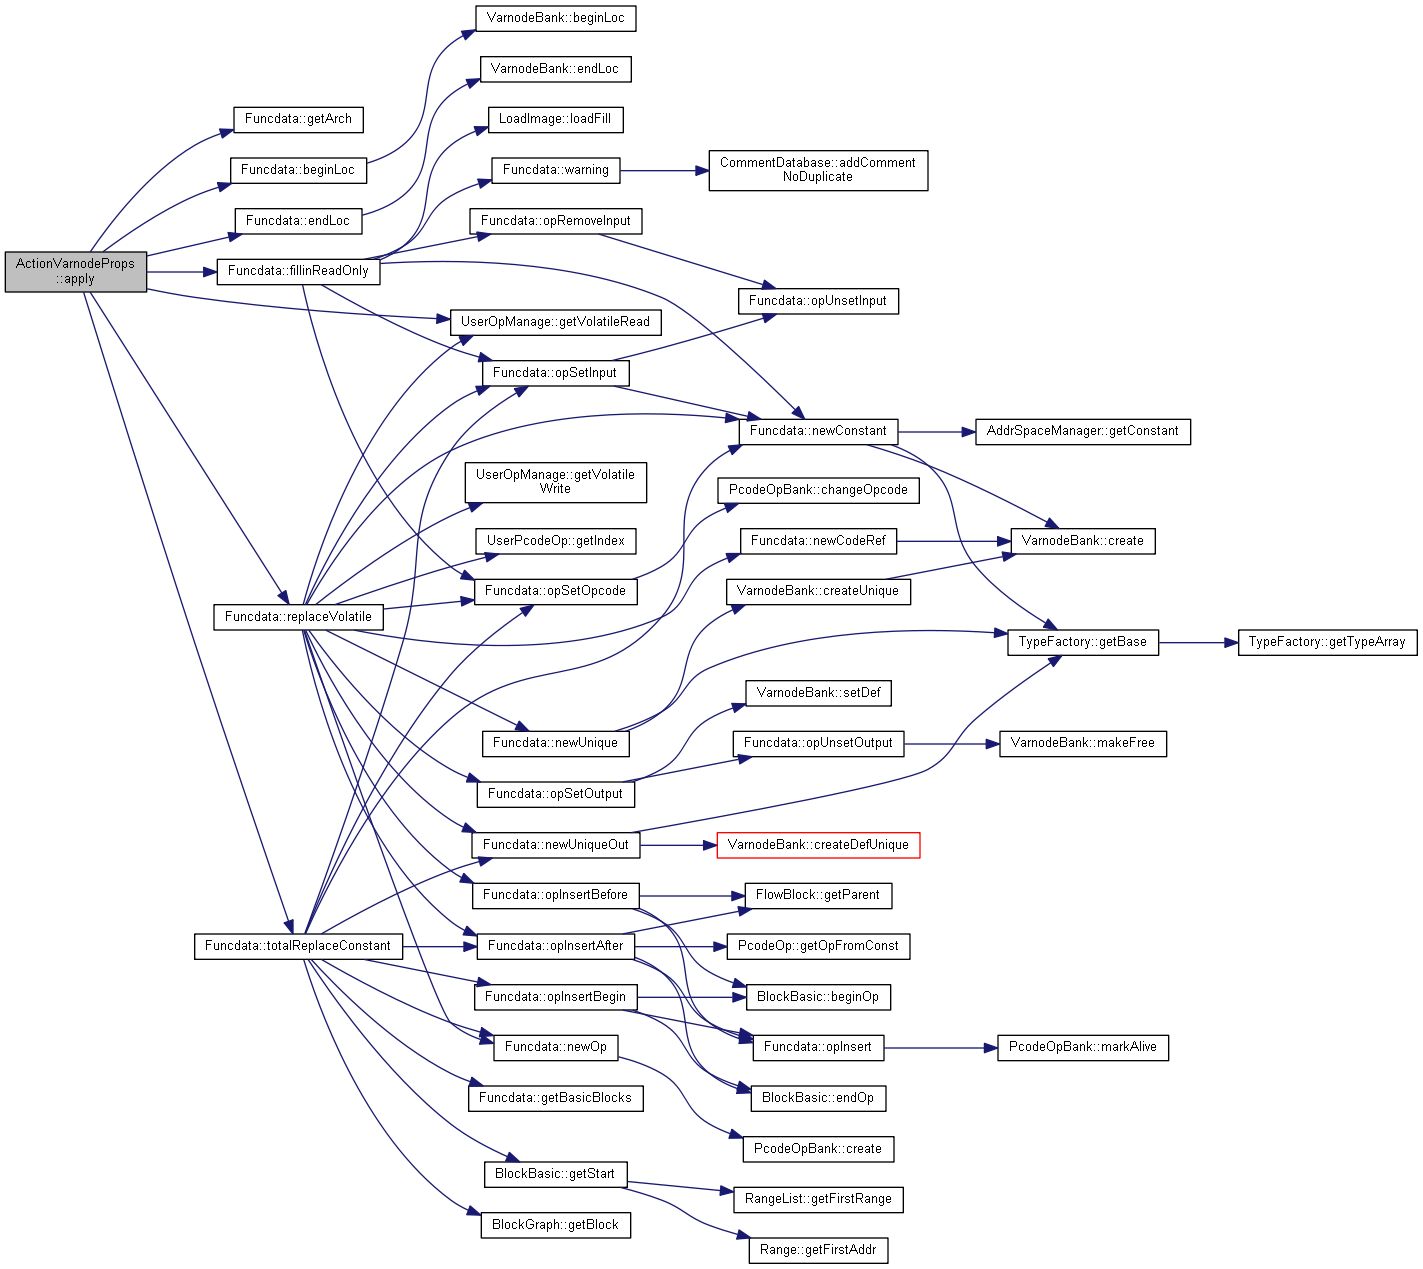 VarnodeBank::beginLoc
VarnodeBank::endLoc
Funcdata::getArch
LoadImage::loadFill
Funcdata::beginLoc
Funcdata::warning
CommentDatabase::addComment
NoDuplicate
Funcdata::endLoc
Funcdata::opRemoveInput
ActionVarnodeProps
::apply
Funcdata::fillinReadOnly
Funcdata::opUnsetInput
UserOpManage::getVolatileRead
Funcdata::opSetInput
Funcdata::newConstant
AddrSpaceManager::getConstant
UserOpManage::getVolatile
Write
PcodeOpBank::changeOpcode
UserPcodeOp::getIndex
Funcdata::newCodeRef
VarnodeBank::create
Funcdata::opSetOpcode
VarnodeBank::createUnique
Funcdata::replaceVolatile
TypeFactory::getBase
TypeFactory::getTypeArray
VarnodeBank::setDef
Funcdata::newUnique
Funcdata::opUnsetOutput
VarnodeBank::makeFree
Funcdata::opSetOutput
Funcdata::newUniqueOut
VarnodeBank::createDefUnique
Funcdata::opInsertBefore
FlowBlock::getParent
Funcdata::totalReplaceConstant
Funcdata::opInsertAfter
PcodeOp::getOpFromConst
Funcdata::opInsertBegin
BlockBasic::beginOp
Funcdata::newOp
Funcdata::opInsert
PcodeOpBank::markAlive
Funcdata::getBasicBlocks
BlockBasic::endOp
PcodeOpBank::create
BlockBasic::getStart
RangeList::getFirstRange
BlockGraph::getBlock
Range::getFirstAddr